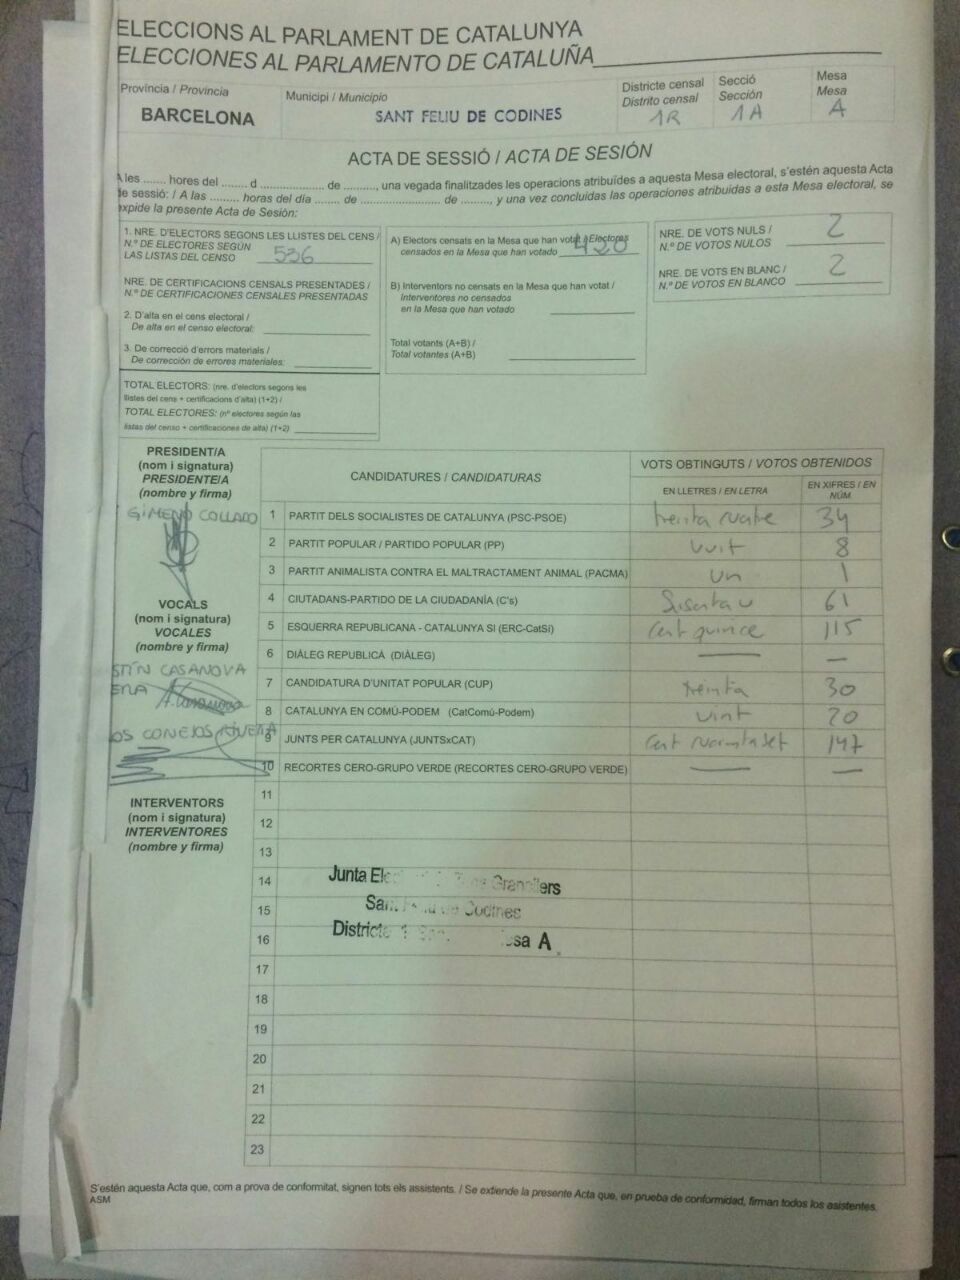 ELECCIONS AL PARLAMENT DE CATALUNYA
ELECCIONES AL PARLAMENTO DE CATALUÑA
Província / Provincia
BARCELONA
Municipi / Municipio
SANT FELIU DE CODINES
Districte censal
Distrito censal
1R
Secció
Sección
1A
Mesa
Mesa
A
ACTA DE SESSIÓ / ACTA DE SESIÓN
A les ........ hores del ........ d .................... de .........., una vegada finalitzades les operacions atribuïdes a aquesta Mesa electoral, s'estén aquesta Acta
de sessió: / A las ......... horas del día ....... de ......................... de ........, y una vez concluidas las operaciones atribuidas a esta Mesa electoral, se
expide la presente Acta de Sesión:
1. NRE. D'ELECTORS SEGONS LES LLISTES DEL CENS /
N.º DE ELECTORES SEGÚN
LAS LISTAS DEL CENSO 536
NRE. DE CERTIFICACIONS CENSALS PRESENTADES /
N.º DE CERTIFICACIONES CENSALES PRESENTADAS
2. D'alta en el cens electoral /
De alta en el censo electoral:
3. De correcció d'errors materials /
De corrección de errores materiales:
TOTAL ELECTORS: (nre. d'electors segons les
llistes del cens + certificacions d'alta) (1+2) /
TOTAL ELECTORES: (nº electores según las
listas del censo + certificaciones de alta) (1+2)
A) Electors censats en la Mesa que han votat / Electores
censados en la Mesa que han votado 420
B) Interventors no censats en la Mesa que han votat /
Interventores no censados
en la Mesa que han votado
Total votants (A+B) /
Total votantes (A+B)
NRE. DE VOTS NULS /
N.º DE VOTOS NULOS 2
NRE. DE VOTS EN BLANC /
N.º DE VOTOS EN BLANCO 2
PRESIDENT/A
(nom i signatura)
PRESIDENTE/A
(nombre y firma)
GIMENO COLLADO
VOCALS
(nom i signatura)
VOCALES
(nombre y firma)
STÍN CASANOVA
OS CONEJOS RIVERA
INTERVENTORS
(nom i signatura)
INTERVENTORES
(nombre y firma)
CANDIDATURES / CANDIDATURAS
VOTS OBTINGUTS / VOTOS OBTENIDOS
EN LLETRES / EN LETRA
EN XIFRES / EN NÚM
1 PARTIT DELS SOCIALISTES DE CATALUNYA (PSC-PSOE) trenta quatre 34
2 PARTIT POPULAR / PARTIDO POPULAR (PP) vuit 8
3 PARTIT ANIMALISTA CONTRA EL MALTRACTAMENT ANIMAL (PACMA) un 1
4 CIUTADANS-PARTIDO DE LA CIUDADANÍA (C's) Sisanta u 61
5 ESQUERRA REPUBLICANA - CATALUNYA SI (ERC-CatSí) cent quince 115
6 DIÀLEG REPUBLICÀ (DIÀLEG) — —
7 CANDIDATURA D'UNITAT POPULAR (CUP) trenta 30
8 CATALUNYA EN COMÚ-PODEM (CatComú-Podem) vint 20
9 JUNTS PER CATALUNYA (JUNTSxCAT) cent 147
10 RECORTES CERO-GRUPO VERDE (RECORTES CERO-GRUPO VERDE) — —
11
12
13
14
15
16
17
18
19
20
21
22
23
Junta Granollers
Sant Feliu de Codines
Districte 1 Mesa A
S'estén aquesta Acta que, com a prova de conformitat, signen tots els assistents. / Se extiende la presente Acta que, en prueba de conformidad, firman todos los asistentes.
ASM